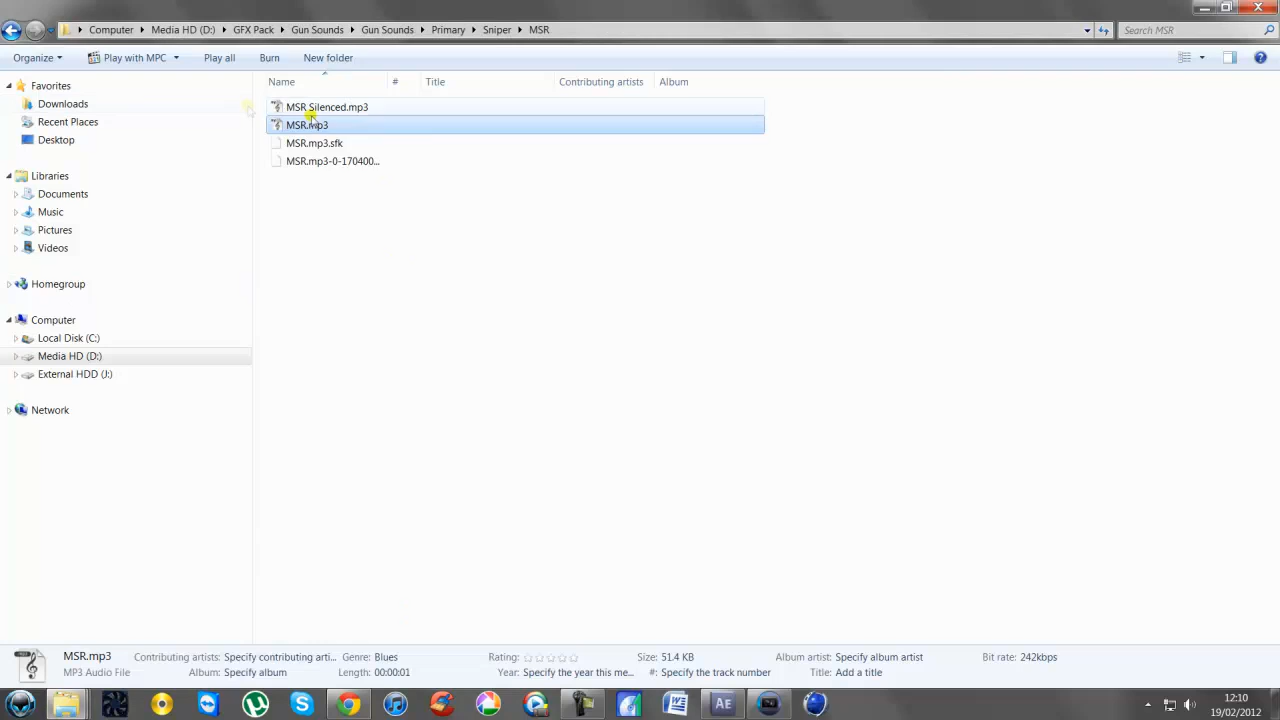 Computer Media HD (D:) GFX Pack Gun Sounds Gun Sounds Primary Sniper MSR Search MSR
Organize Play with MPC Play all Burn New folder
Name # Title Contributing artists Album
Favorites
Downloads
Recent Places
Desktop
Libraries
Documents
Music
Pictures
Videos
Homegroup
Computer
Local Disk (C:)
Media HD (D:)
External HDD (J:)
Network
MSR Silenced.mp3
MSR.mp3
MSR.mp3.sfk
MSR.mp3-0-170400...
MSR.mp3 Contributing artists: Specify contributing arti... Genre: Blues Rating: Size: 51.4 KB Album artist: Specify album artist Bit rate: 242kbps
MP3 Audio File Album: Specify album Length: 00:00:01 Year: Specify the year this me... #: Specify the track number Title: Add a title
AE
12:10
19/02/2012